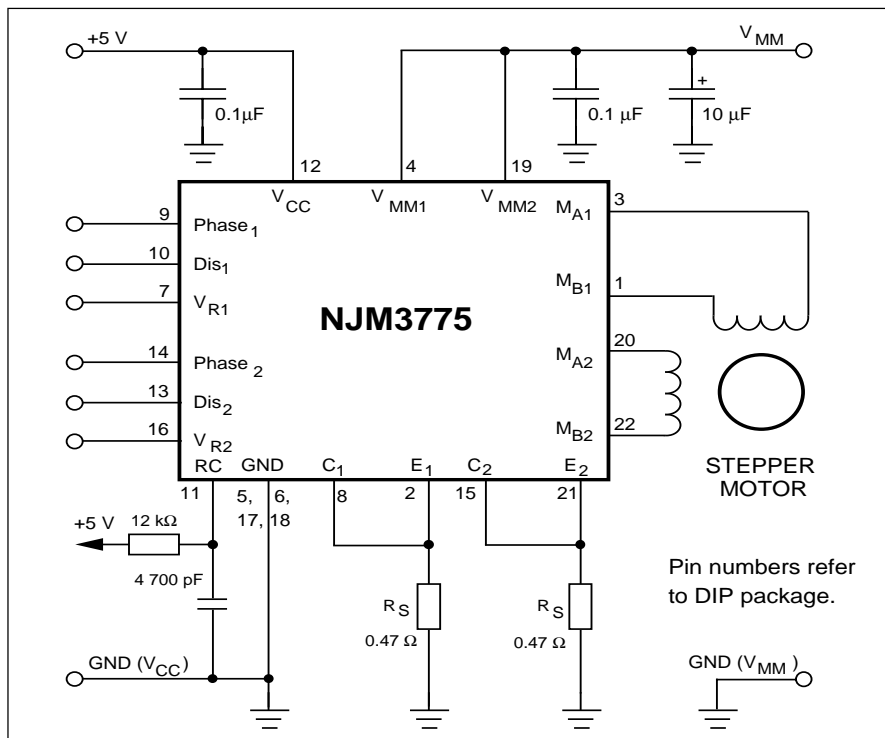 +5 V
V MM
+
0.1µF
0.1 µF
10 µF
12
4
19
V CC
V MM1
V MM2
9
Phase 1
10
Dis 1
7
V R1
14
Phase 2
13
Dis 2
16
V R2
NJM3775
M A1
3
M B1
1
M A2
20
M B2
22
STEPPER
MOTOR
RC
GND
C 1
E 1
C 2
E 2
11
5,
6,
17,
18
8
2
15
21
+5 V
12 kΩ
4 700 pF
R S
0.47 Ω
R S
0.47 Ω
Pin numbers refer
to DIP package.
GND (V CC )
GND (V MM )